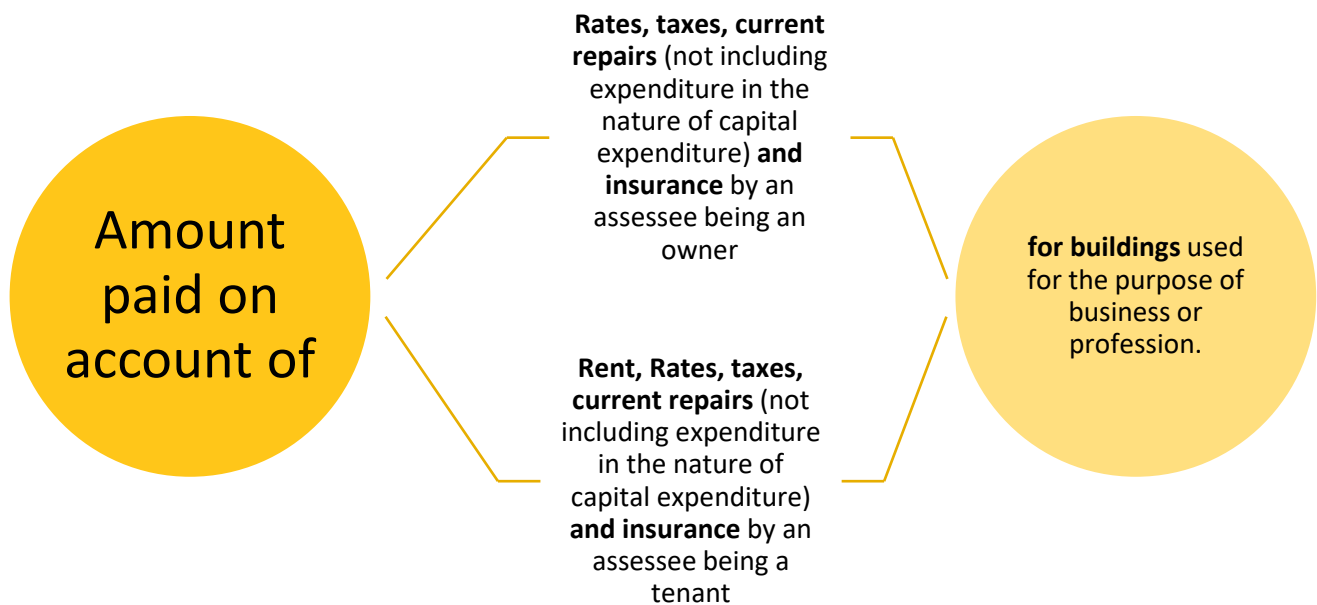 Amount
paid on
account of
Rates, taxes, current
repairs (not including
expenditure in the
nature of capital
expenditure) and
insurance by an
assessee being an
owner
Rent, Rates, taxes,
current repairs (not
including expenditure
in the nature of
capital expenditure)
and insurance by an
assessee being a
tenant
for buildings used
for the purpose of
business or
profession.